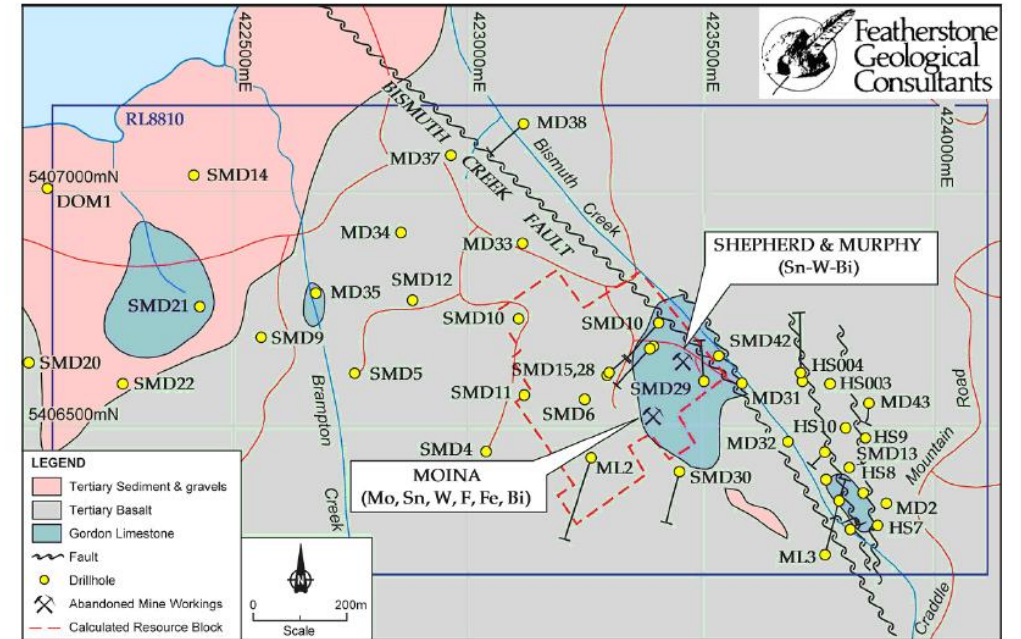 Featherstone
Geological
Consultants
422500mE
423000mE
423500mE
424000mE
RL8810
BISMUTH CREEK FAULT
Bismuth Creek
MD38
MD37
5407000mN
DOM1
SMD14
MD34
MD33
SHEPHERD & MURPHY
(Sn-W-Bi)
SMD21
MD35
SMD12
SMD10
SMD10
SMD9
SMD42
HS004
SMD20
SMD5
SMD15,28
SMD29
HS003
SMD22
SMD11
SMD6
MD31
MD43
5406500mN
Brampton
Creek
HS10
MD32
HS9
SMD4
SMD13
MOINA
(Mo, Sn, W, F, Fe, Bi)
ML2
SMD30
HS8
MD2
HS7
ML3
Craddle
Mountain
Road
LEGEND
Tertiary Sediment & gravels
Tertiary Basalt
Gordon Limestone
Fault
Drillhole
Abandoned Mine Workings
Calculated Resource Block
N
0
200m
Scale